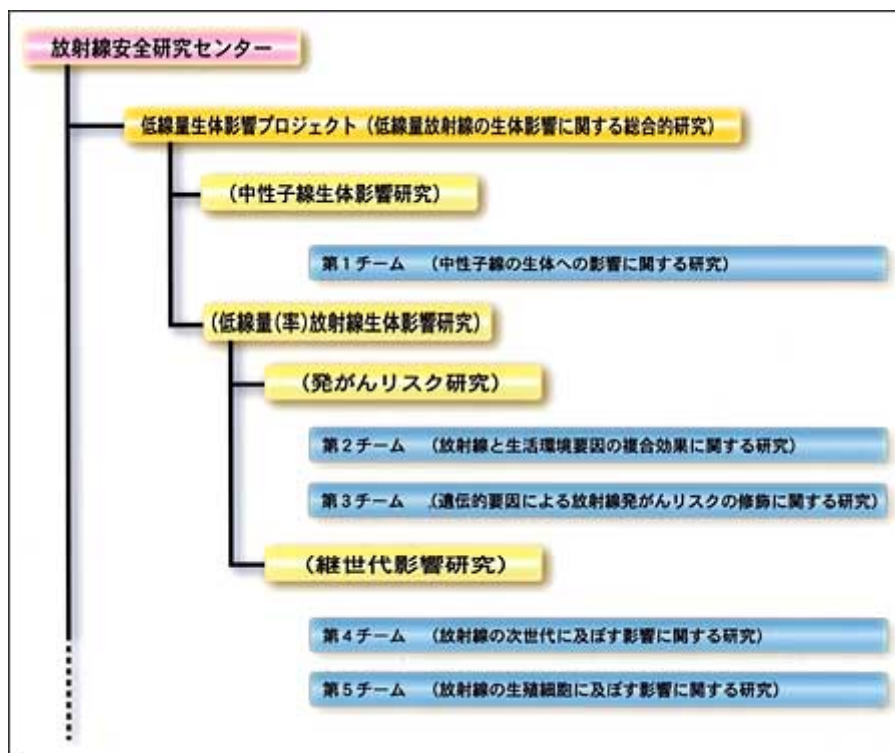 放射線安全研究センター
低線量生体影響プロジェクト（低線量放射線の生体影響に関する総合的研究）
（中性子線生体影響研究）
第１チーム （中性子線の生体への影響に関する研究）
（低線量（率）放射線生体影響研究）
（発がんリスク研究）
第２チーム （放射線と生活環境要因の複合効果に関する研究）
第３チーム （遺伝的要因による放射線発がんリスクの修飾に関する研究）
（継世代影響研究）
第４チーム （放射線の次世代に及ぼす影響に関する研究）
第５チーム （放射線の生殖細胞に及ぼす影響に関する研究）